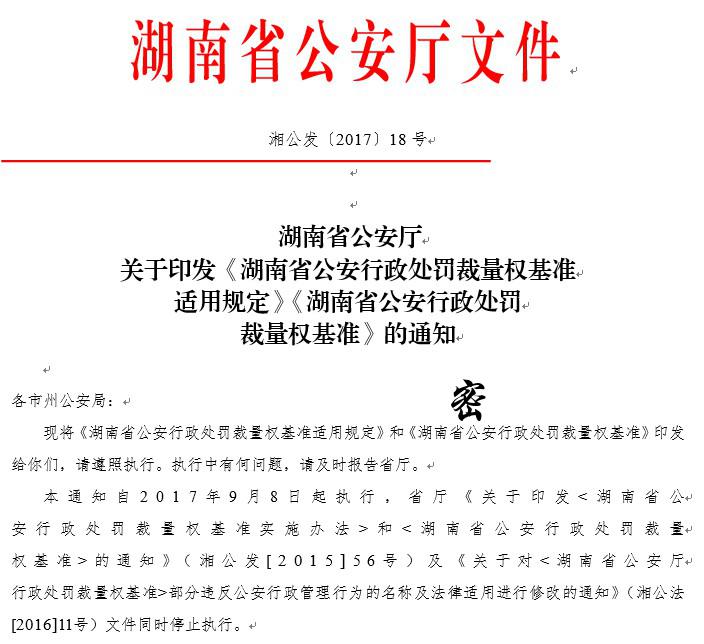 湖南省公安厅文件
湘公发〔2017〕18号
湖南省公安厅
关于印发《湖南省公安行政处罚裁量权基准
适用规定》《湖南省公安行政处罚
裁量权基准》的通知
各市州公安局：
密
现将《湖南省公安行政处罚裁量权基准适用规定》和《湖南省公安行政处罚裁量权基准》印发
给你们，请遵照执行。执行中有何问题，请及时报告省厅。
本通知自2017年9月8日起执行，省厅《关于印发<湖南省公
安行政处罚裁量权基准实施办法>和<湖南省公安行政处罚裁量
权基准>的通知》（湘公发[2015]56号）及《关于对<湖南省公安厅
行政处罚裁量权基准>部分违反公安行政管理行为的名称及法律适用进行修改的通知》（湘公法
[2016]11号）文件同时停止执行。